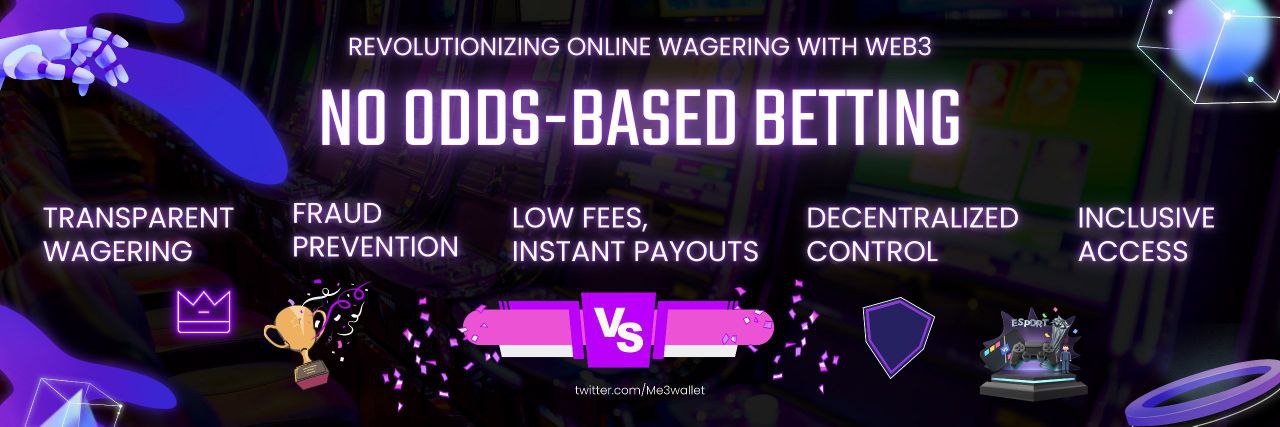 REVOLUTIONIZING ONLINE WAGERING WITH WEB3
NO ODDS-BASED BETTING
TRANSPARENT
WAGERING
FRAUD
PREVENTION
LOW FEES,
INSTANT PAYOUTS
DECENTRALIZED
CONTROL
INCLUSIVE
ACCESS
VS
ESPORT
twitter.com/Me3wallet